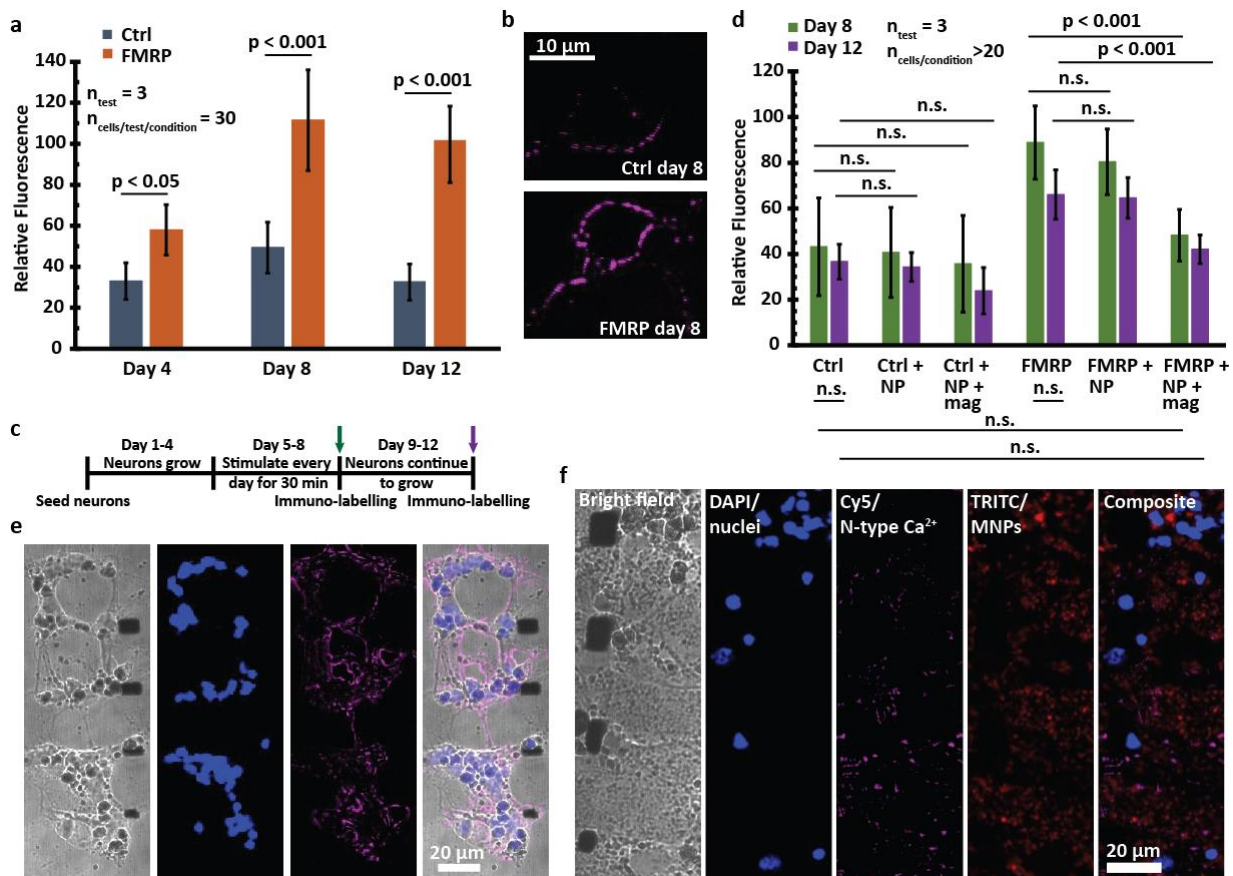 a
Ctrl
FMRP
n_test = 3
n_cells/test/condition = 30
p < 0.05
p < 0.001
p < 0.001
Relative Fluorescence
140
120
100
80
60
40
20
0
Day 4
Day 8
Day 12
b
10 µm
Ctrl day 8
FMRP day 8
d
Day 8
Day 12
n_test = 3
n_cells/condition >20
p < 0.001
p < 0.001
n.s.
n.s.
n.s.
n.s.
n.s.
n.s.
Relative Fluorescence
120
100
80
60
40
20
0
Ctrl
n.s.
Ctrl +
NP
Ctrl +
NP +
mag
FMRP
n.s.
FMRP +
NP
FMRP +
NP +
mag
n.s.
n.s.
c
Day 1-4
Neurons grow
Day 5-8
Stimulate every
day for 30 min
Day 9-12
Neurons continue
to grow
Seed neurons
Immuno-labelling
Immuno-labelling
e
20 µm
f
Bright field
DAPI/
nuclei
Cy5/
N-type Ca²⁺
TRITC/
MNPs
Composite
20 µm